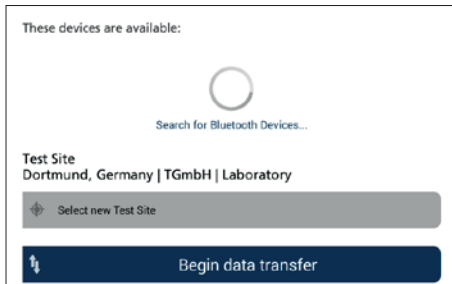 These devices are available:
Search for Bluetooth Devices...
Test Site
Dortmund, Germany | TGmbH | Laboratory
Select new Test Site
Begin data transfer